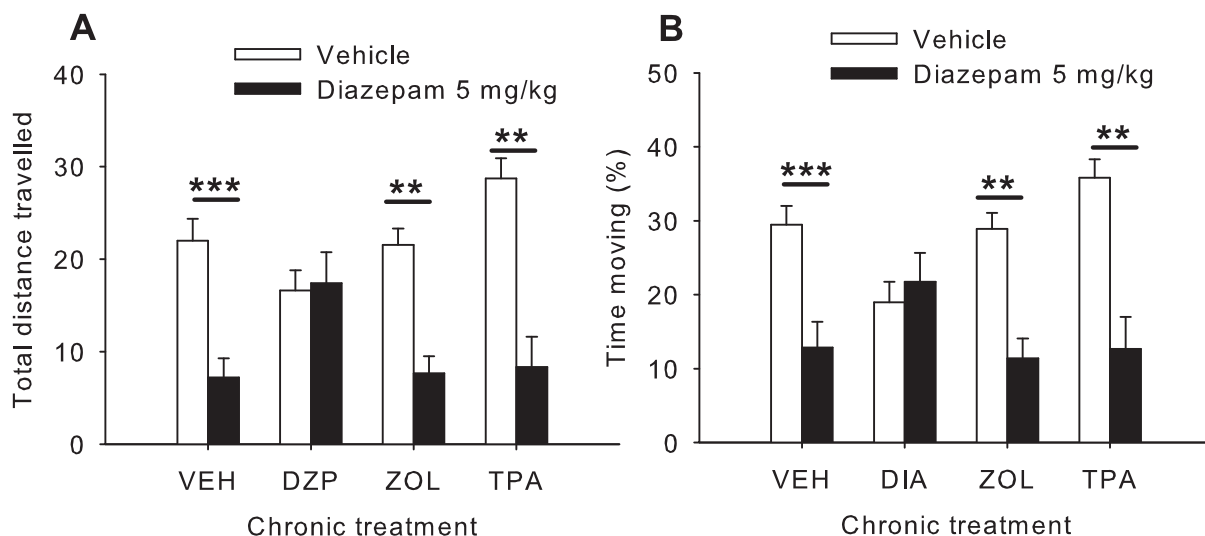 A
Vehicle
Diazepam 5 mg/kg
Total distance travelled
40
30
20
10
0
***
**
**
VEH DZP ZOL TPA
Chronic treatment
B
Vehicle
Diazepam 5 mg/kg
Time moving (%)
50
40
30
20
10
0
***
**
**
VEH DIA ZOL TPA
Chronic treatment